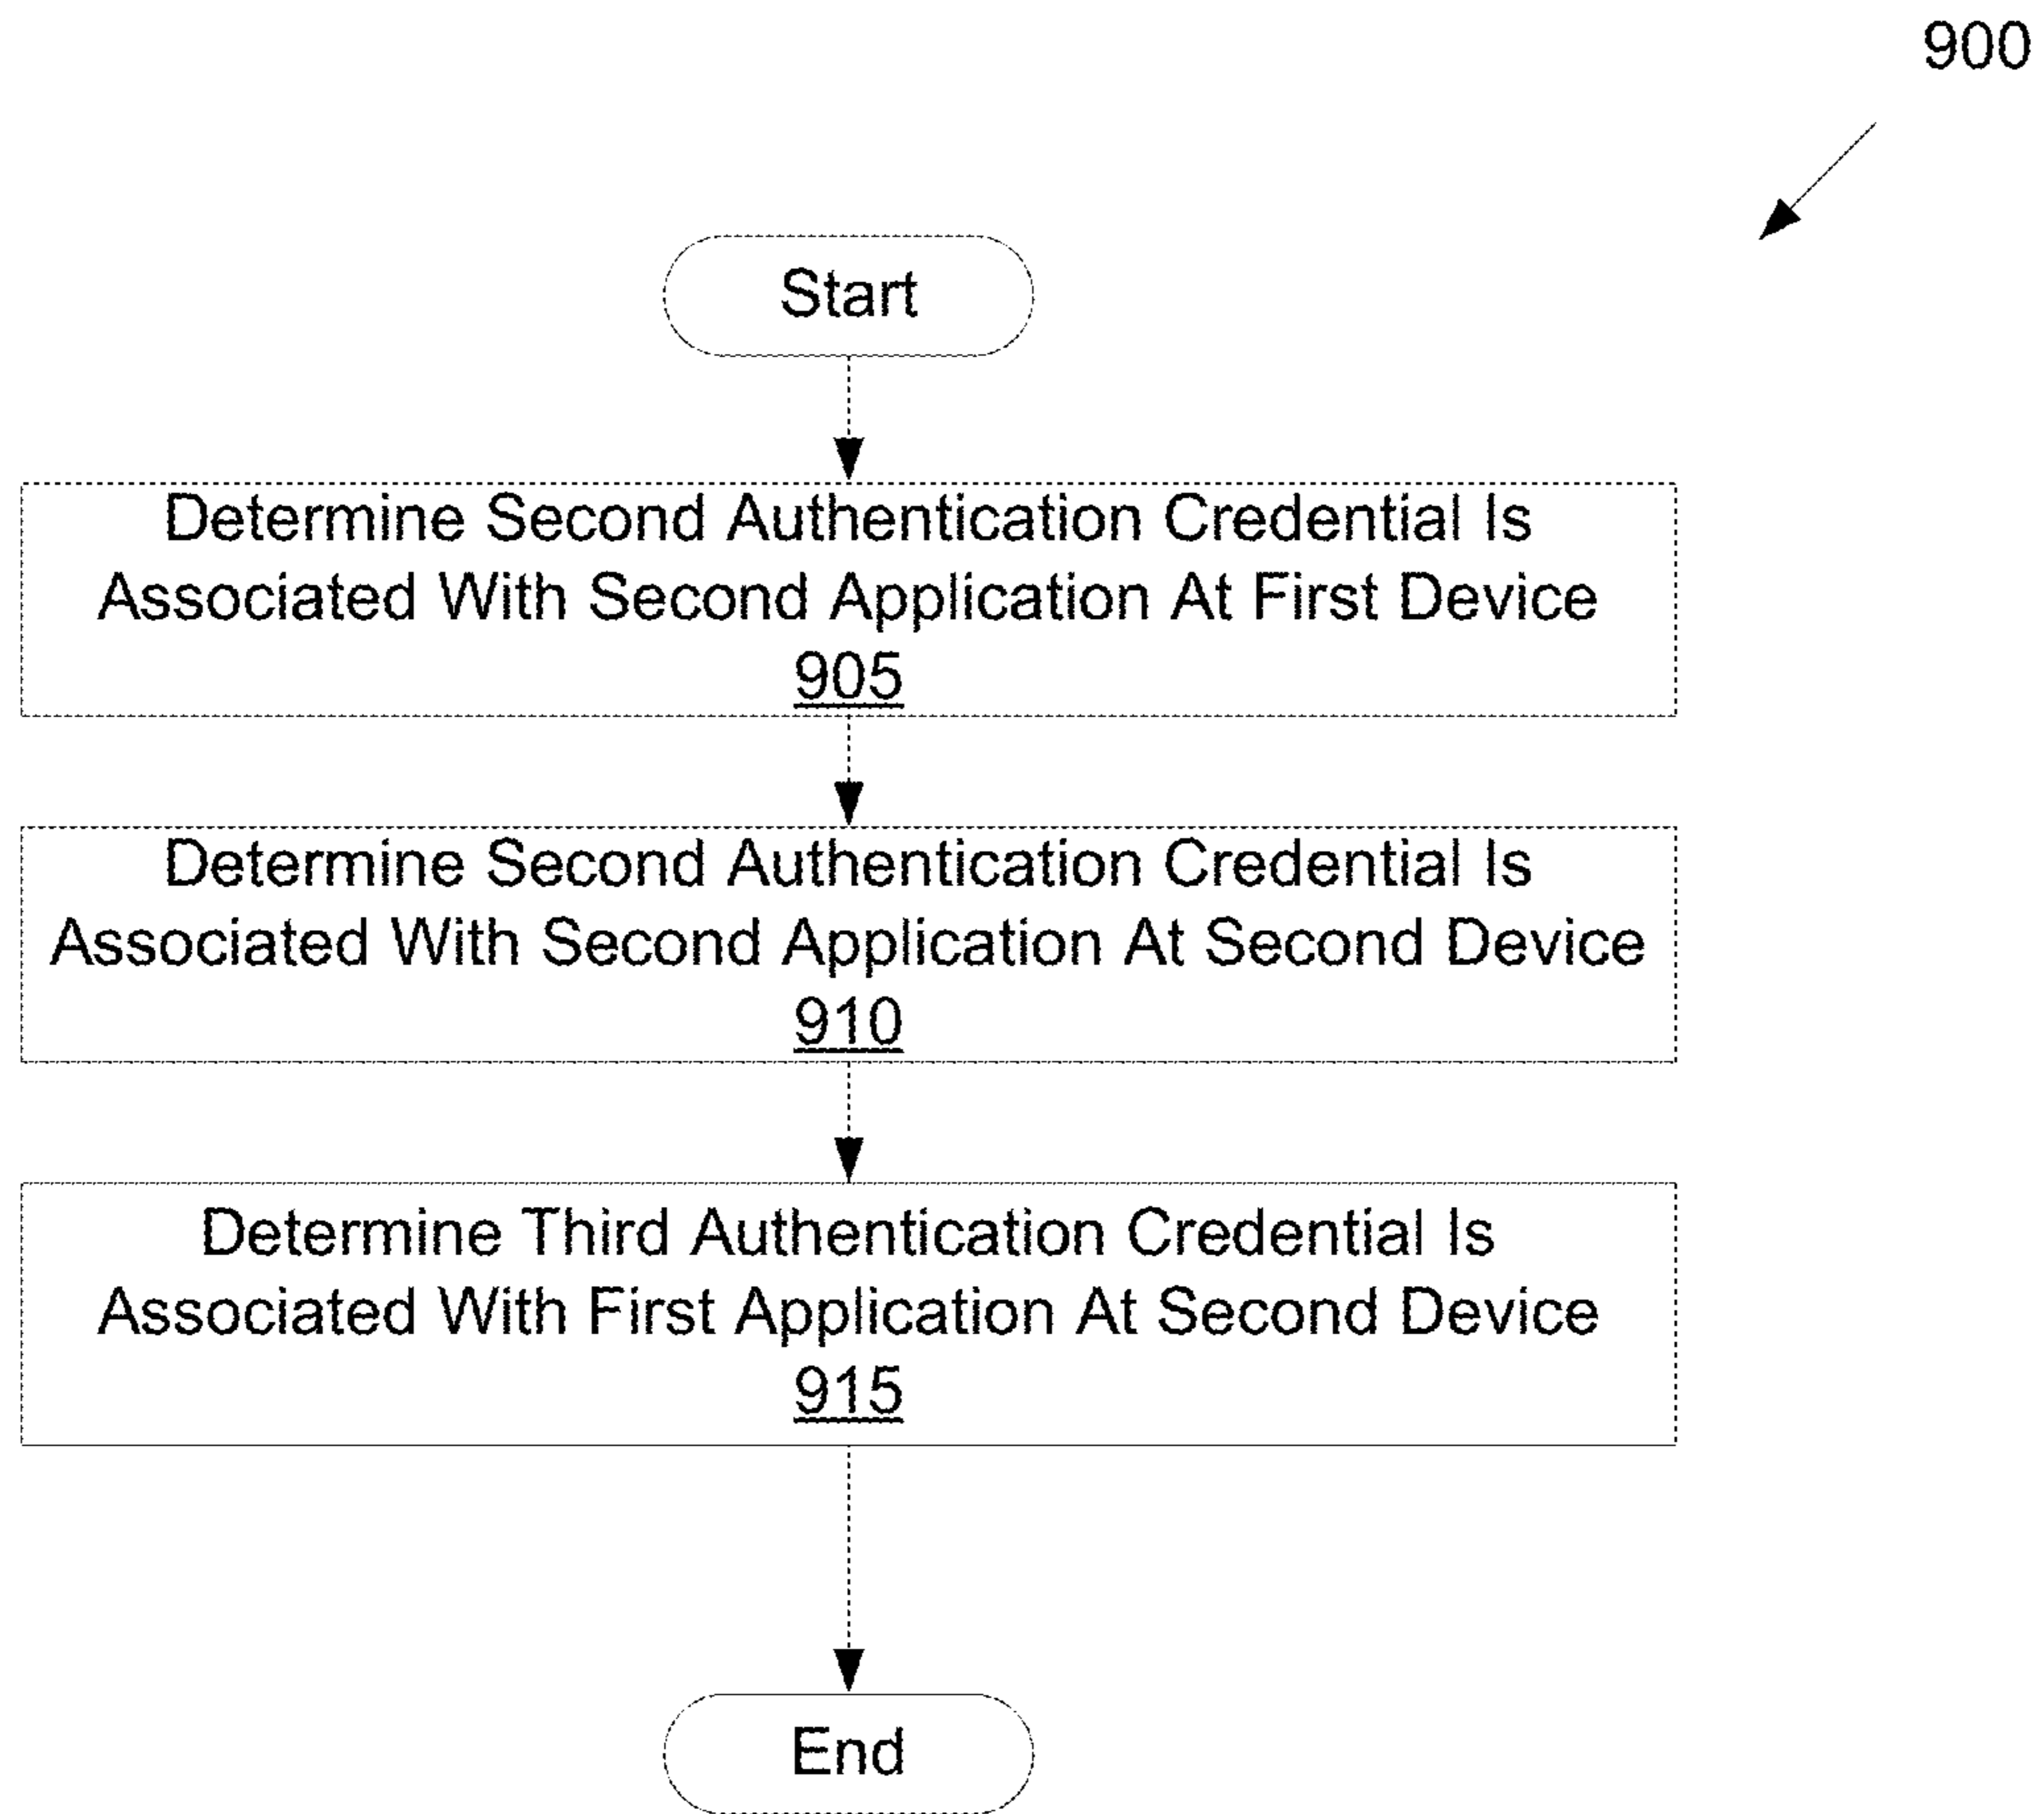 900
Start
Determine Second Authentication Credential Is
Associated With Second Application At First Device
905
Determine Second Authentication Credential Is
Associated With Second Application At Second Device
910
Determine Third Authentication Credential Is
Associated With First Application At Second Device
915
End